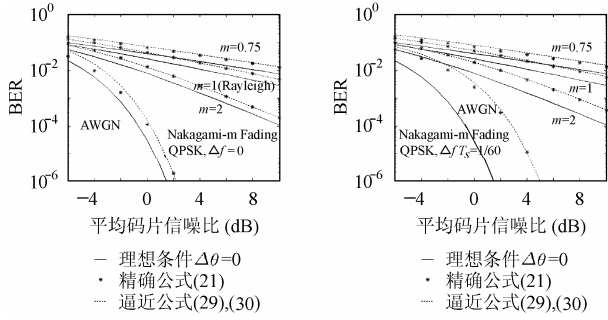 10^0
10^-2
10^-4
10^-6
BER
m=0.75
m=1(Rayleigh)
m=2
AWGN
Nakagami-m Fading
QPSK, Δf=0
-4 0 4 8
平均码片信噪比 (dB)
— 理想条件Δθ=0
* 精确公式(21)
······ 逼近公式(29),(30)
10^0
10^-2
10^-4
10^-6
BER
m=0.75
m=1
AWGN
m=2
Nakagami-m Fading
QPSK, Δf Ts=1/60
-4 0 4 8
平均码片信噪比 (dB)
— 理想条件Δθ=0
* 精确公式(21)
······ 逼近公式(29),(30)